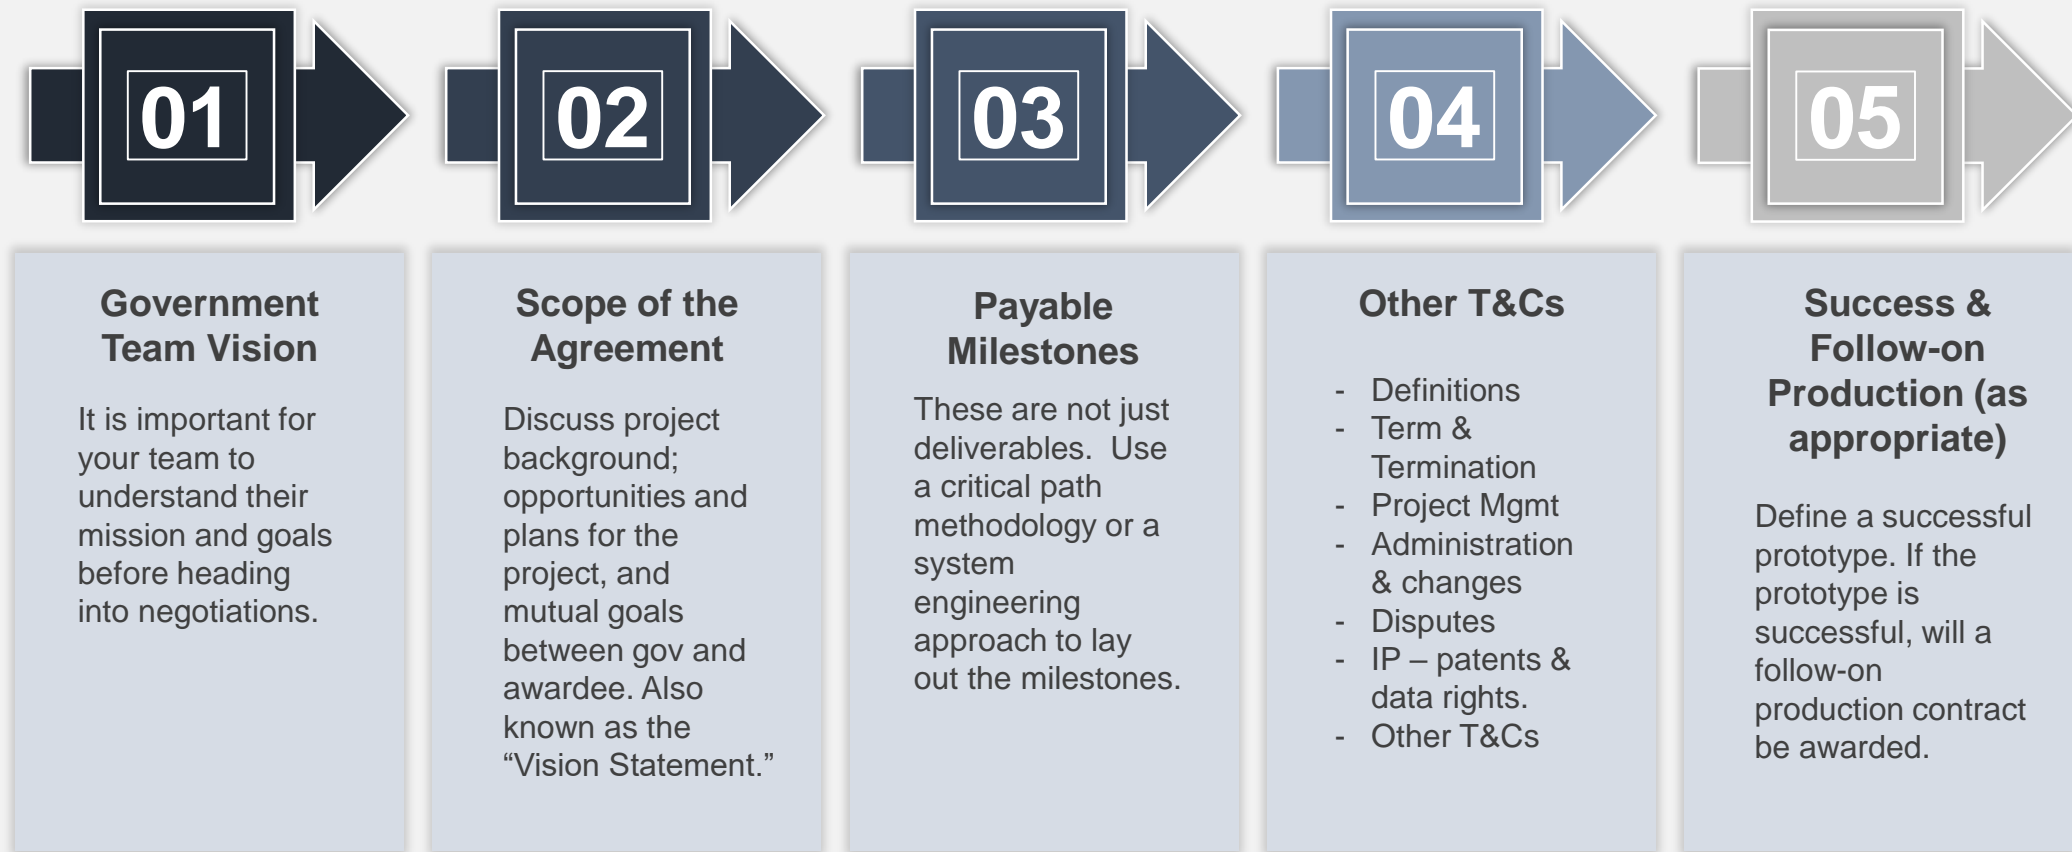 01
02
03
04
05
Government
Team Vision
It is important for
your team to
understand their
mission and goals
before heading
into negotiations.
Scope of the
Agreement
Discuss project
background;
opportunities and
plans for the
project, and
mutual goals
between gov and
awardee. Also
known as the
“Vision Statement.”
Payable
Milestones
These are not just
deliverables.  Use
a critical path
methodology or a
system
engineering
approach to lay
out the milestones.
Other T&Cs
- Definitions
- Term &
Termination
- Project Mgmt
- Administration
& changes
- Disputes
- IP – patents &
data rights.
- Other T&Cs
Success &
Follow-on
Production (as
appropriate)
Define a successful
prototype. If the
prototype is
successful, will a
follow-on
production contract
be awarded.